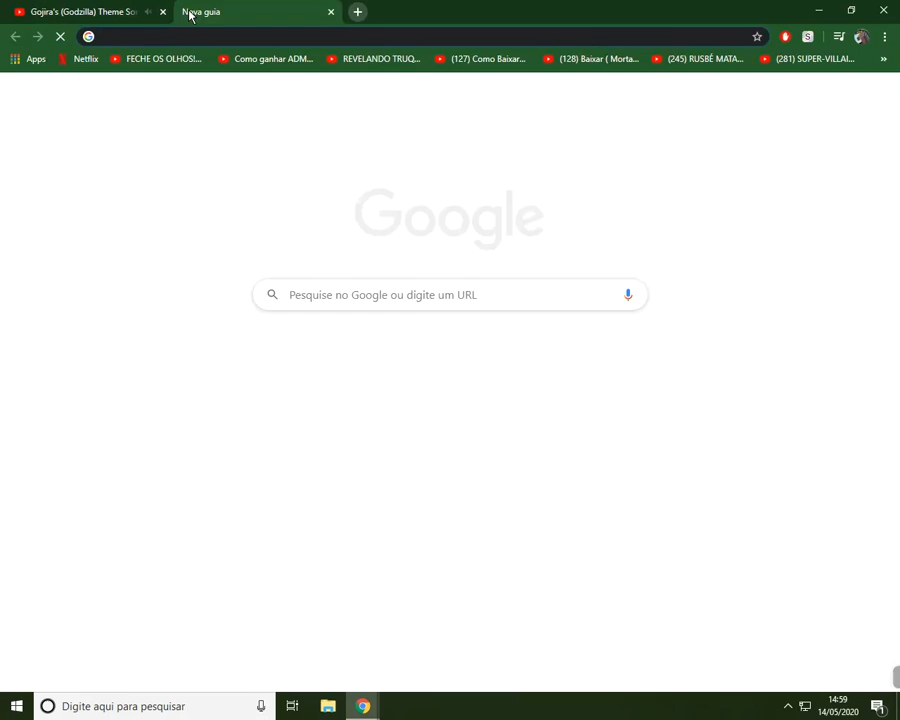 Gojira's (Godzilla) Theme So
Nova guia
Apps
Netflix
FECHE OS OLHOS!...
Como ganhar ADM...
REVELANDO TRUQ...
(127) Como Baixar...
(128) Baixar ( Morta...
(245) RUSBÉ MATA...
(281) SUPER-VILLAI...
»
Google
Pesquise no Google ou digite um URL
Digite aqui para pesquisar
14:59
14/05/2020
1